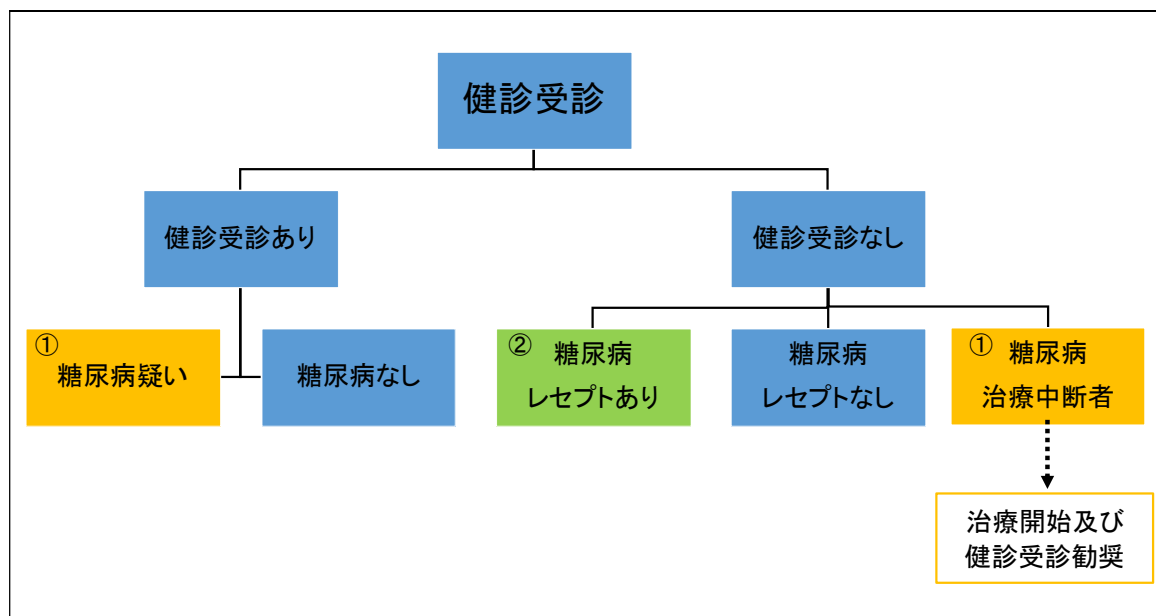 健診受診
健診受診あり
健診受診なし
①
糖尿病疑い
糖尿病なし
②
糖尿病
レセプトあり
糖尿病
レセプトなし
①
糖尿病
治療中断者
治療開始及び
健診受診勧奨